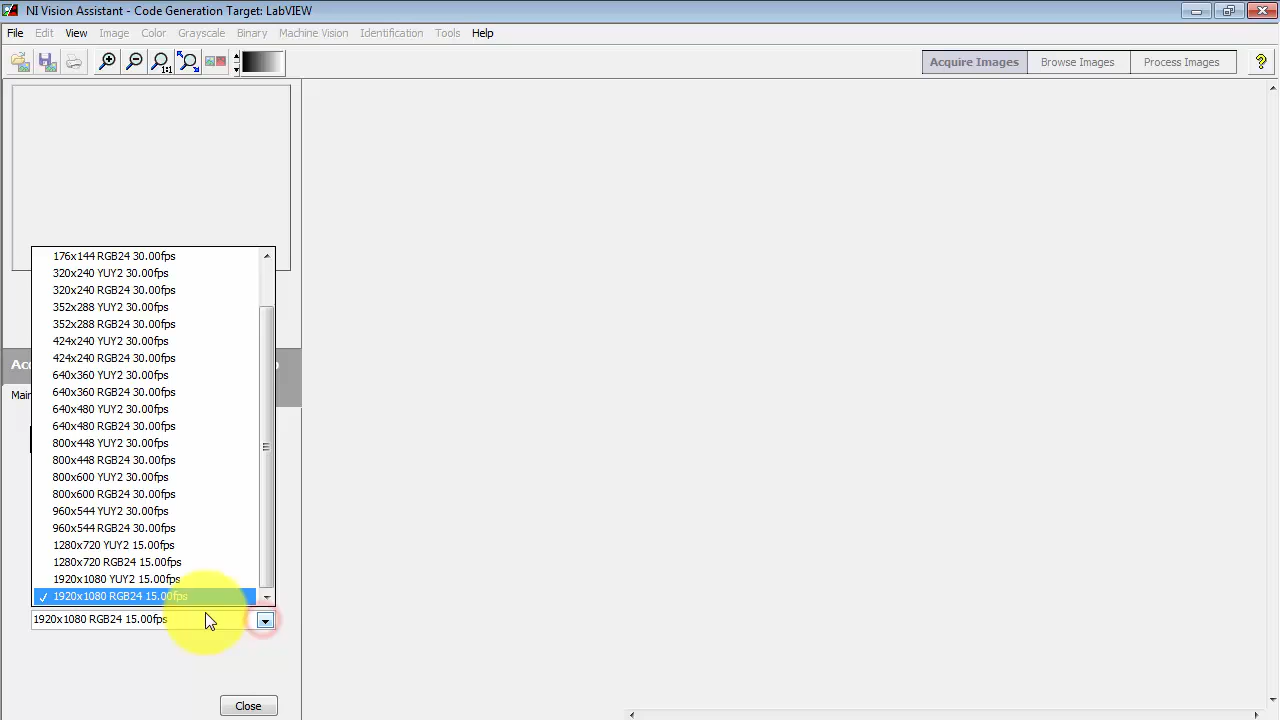 NI Vision Assistant - Code Generation Target: LabVIEW
File Edit View Image Color Grayscale Binary Machine Vision Identification Tools Help
1:1
Acquire Images Browse Images Process Images ?
176x144 RGB24 30.00fps
320x240 YUY2 30.00fps
320x240 RGB24 30.00fps
352x288 YUY2 30.00fps
352x288 RGB24 30.00fps
424x240 YUY2 30.00fps
424x240 RGB24 30.00fps
640x360 YUY2 30.00fps
640x360 RGB24 30.00fps
640x480 YUY2 30.00fps
640x480 RGB24 30.00fps
800x448 YUY2 30.00fps
800x448 RGB24 30.00fps
800x600 YUY2 30.00fps
800x600 RGB24 30.00fps
960x544 YUY2 30.00fps
960x544 RGB24 30.00fps
1280x720 YUY2 15.00fps
1280x720 RGB24 15.00fps
1920x1080 YUY2 15.00fps
✓ 1920x1080 RGB24 15.00fps
1920x1080 RGB24 15.00fps
Close